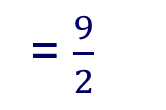 = 9/2